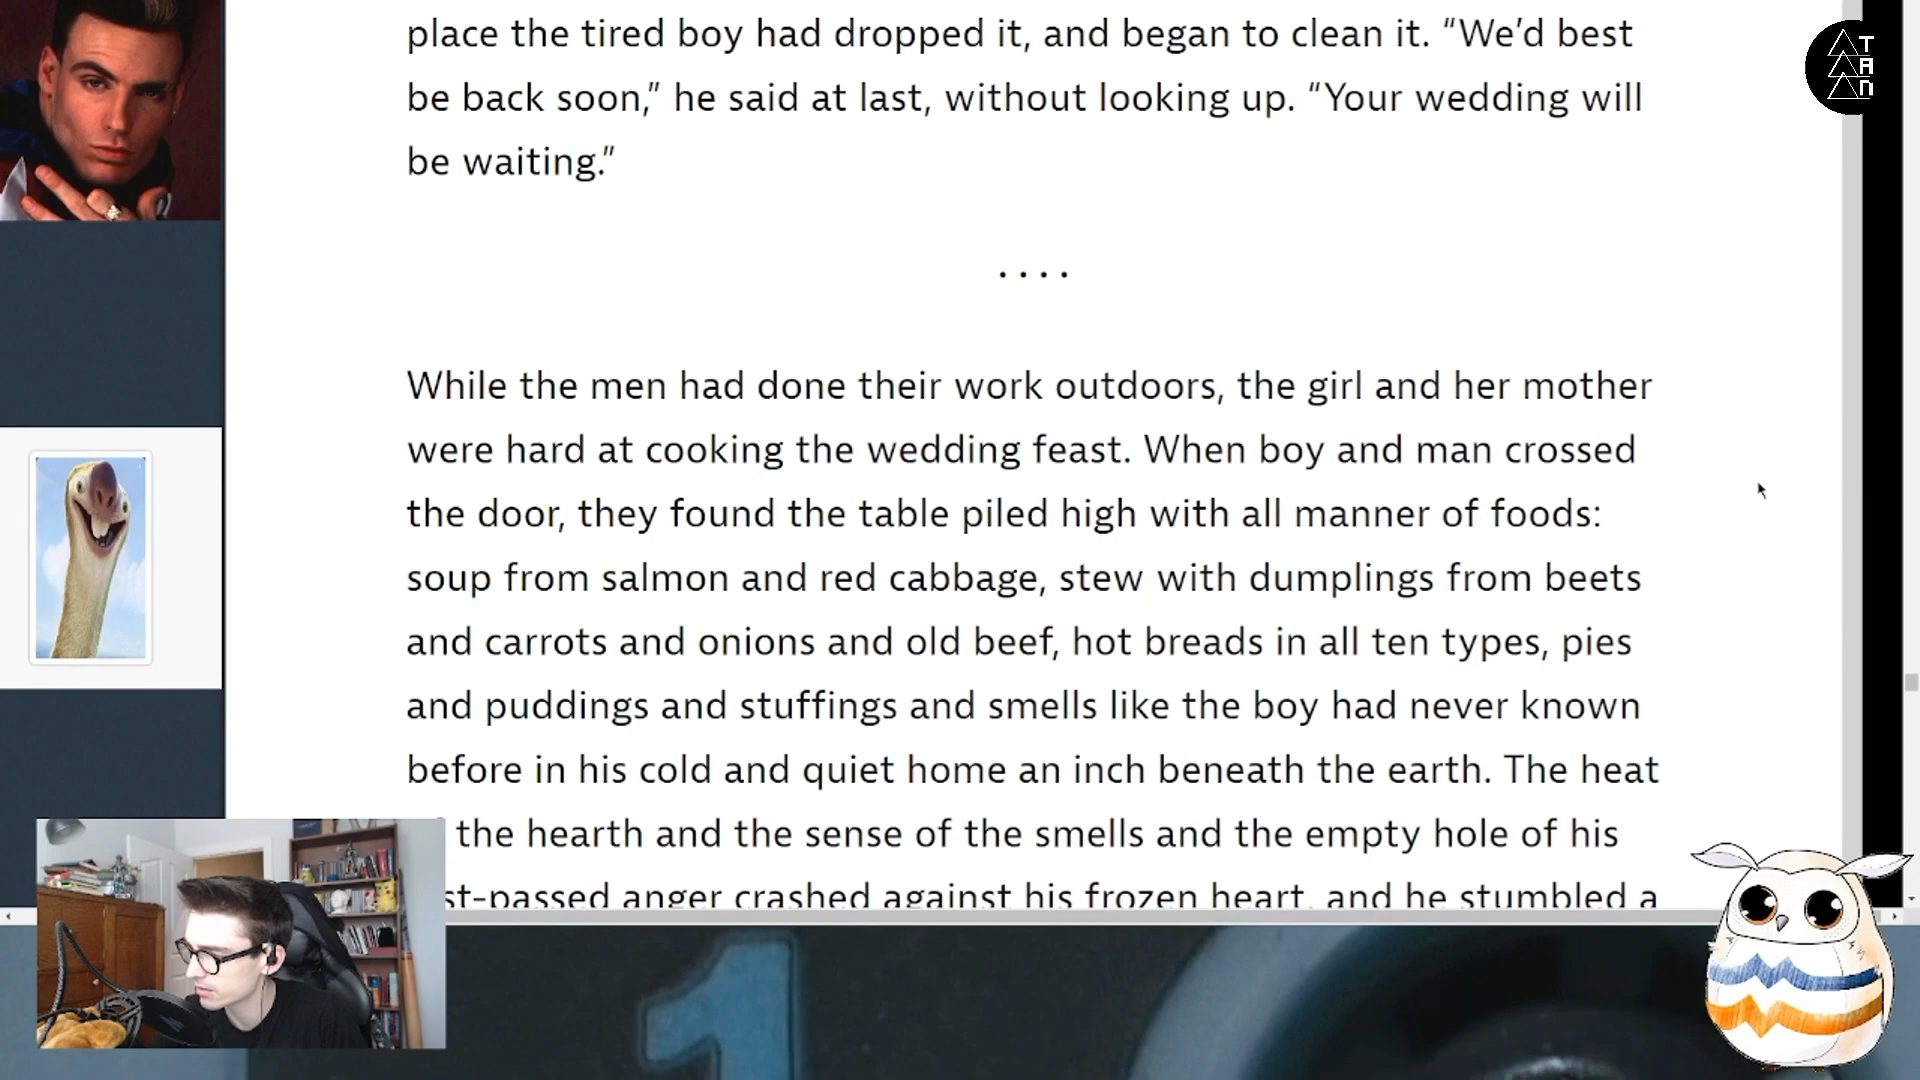 place the tired boy had dropped it, and began to clean it. “We’d best
be back soon,” he said at last, without looking up. “Your wedding will
be waiting.”
. . . .
While the men had done their work outdoors, the girl and her mother
were hard at cooking the wedding feast. When boy and man crossed
the door, they found the table piled high with all manner of foods:
soup from salmon and red cabbage, stew with dumplings from beets
and carrots and onions and old beef, hot breads in all ten types, pies
and puddings and stuffings and smells like the boy had never known
before in his cold and quiet home an inch beneath the earth. The heat
the hearth and the sense of the smells and the empty hole of his
st-passed anger crashed against his frozen heart, and he stumbled a
TAN
1